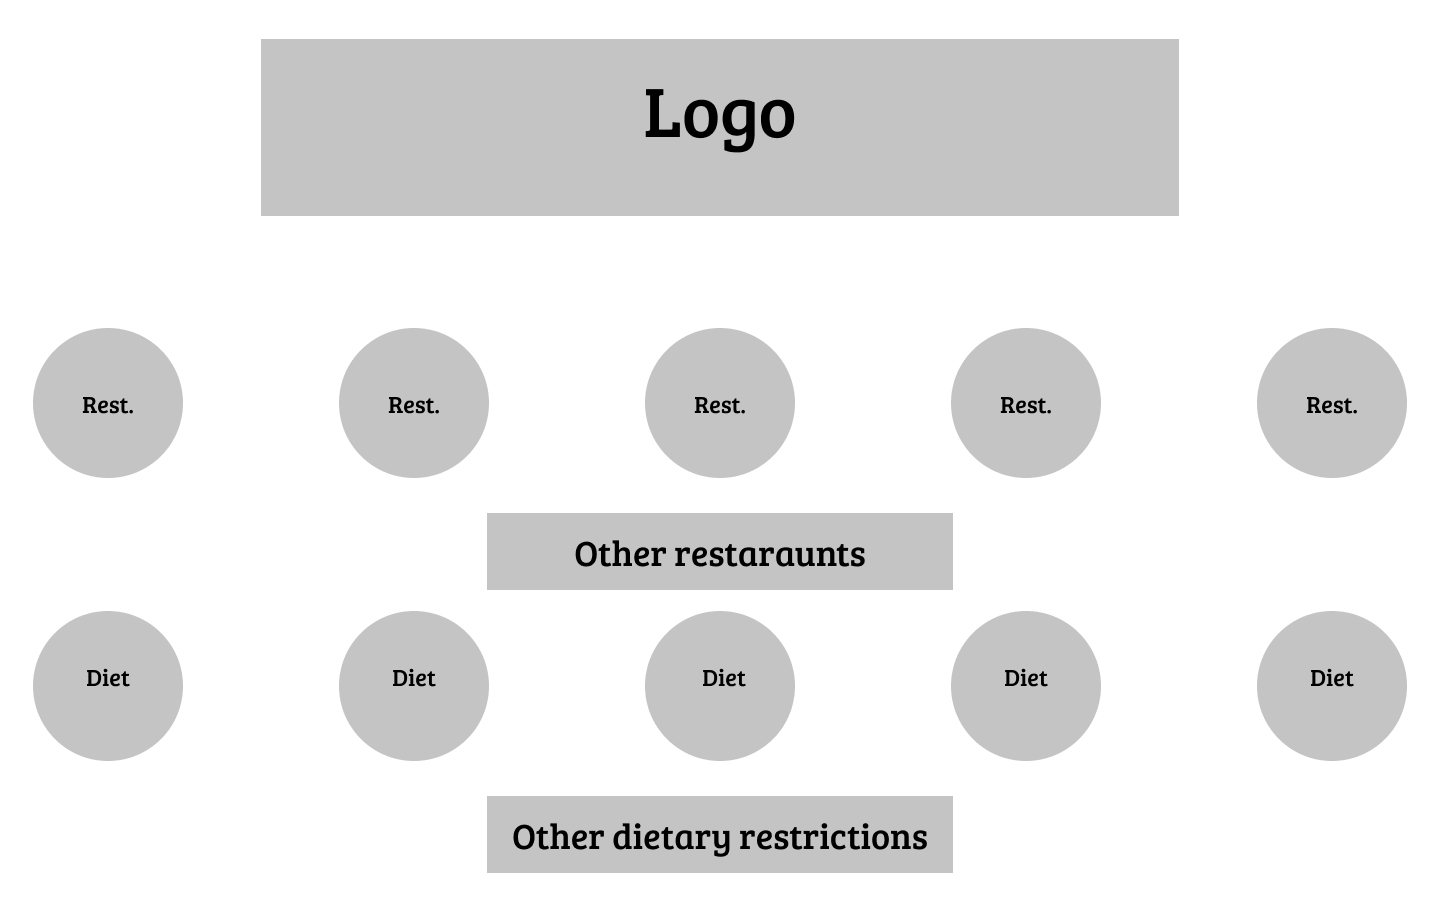 Logo
Rest. Rest. Rest. Rest. Rest.
Other restaraunts
Diet Diet Diet Diet Diet
Other dietary restrictions